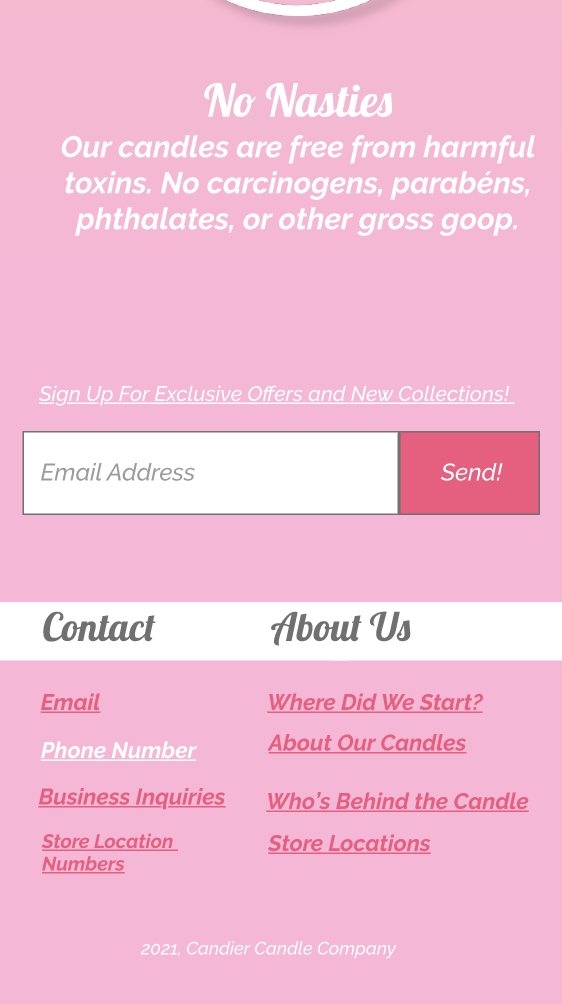 No Nasties
Our candles are free from harmful
toxins. No carcinogens, parabéns,
phthalates, or other gross goop.
Sign Up For Exclusive Offers and New Collections!
Email Address
Send!
Contact
About Us
Email
Phone Number
Business Inquiries
Store Location
Numbers
Where Did We Start?
About Our Candles
Who's Behind the Candle
Store Locations
2021, Candier Candle Company